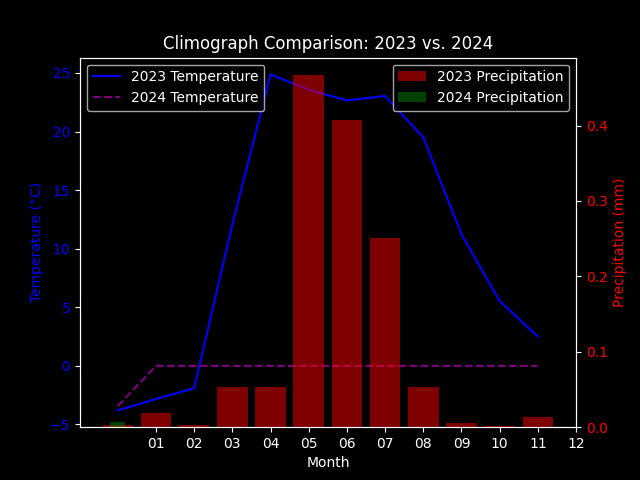 Climograph Comparison: 2023 vs. 2024
2023 Temperature
2024 Temperature
2023 Precipitation
2024 Precipitation
25
20
15
10
5
0
−5
Temperature (°C)
0.4
0.3
0.2
0.1
0.0
Precipitation (mm)
01 02 03 04 05 06 07 08 09 10 11 12
Month